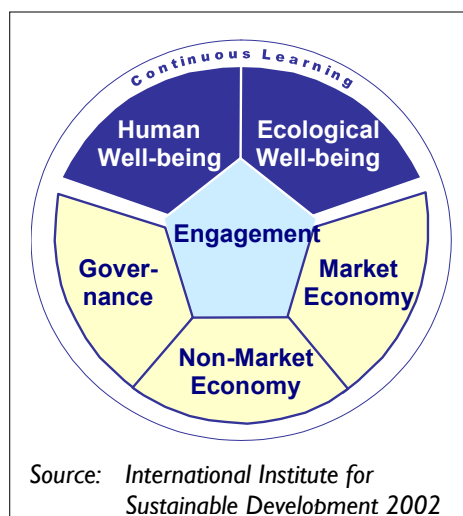 Continuous Learning
Human
Well-being
Ecological
Well-being
Engagement
Gover-
nance
Market
Economy
Non-Market
Economy
Source: International Institute for
Sustainable Development 2002